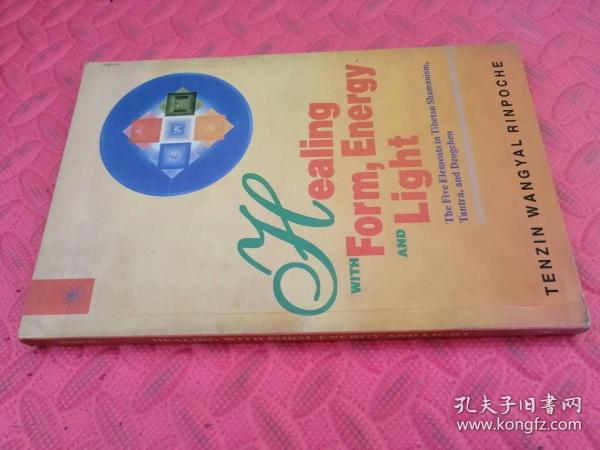 Healing
WITH Form, Energy
AND Light
The Five Elements in Tibetan Shamanism,
Tantra, and Dzogchen
TENZIN WANGYAL RINPOCHE
HEALING WITH FORM, ENERGY AND LIGHT
孔夫子旧书网
www.kongfz.com